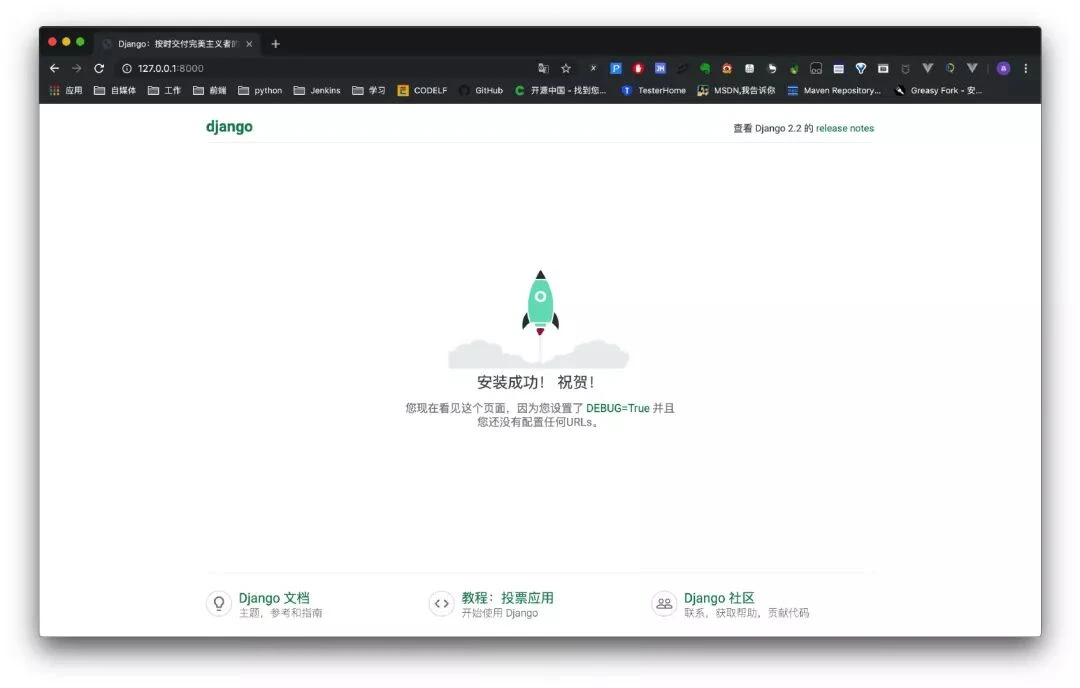 Django：按时交付完美主义者的
127.0.0.1:8000
应用 自媒体 工作 前端 python Jenkins 学习 CODELF GitHub 开源中国 - 找到您... TesterHome MSDN,我告诉你 Maven Repository... Greasy Fork - 安...
django
查看 Django 2.2 的 release notes
安装成功！ 祝贺！
您现在看见这个页面，因为您设置了 DEBUG=True 并且
您还没有配置任何URLs。
Django 文档
主题，参考和指南
教程：投票应用
开始使用 Django
Django 社区
联系，获取帮助，贡献代码